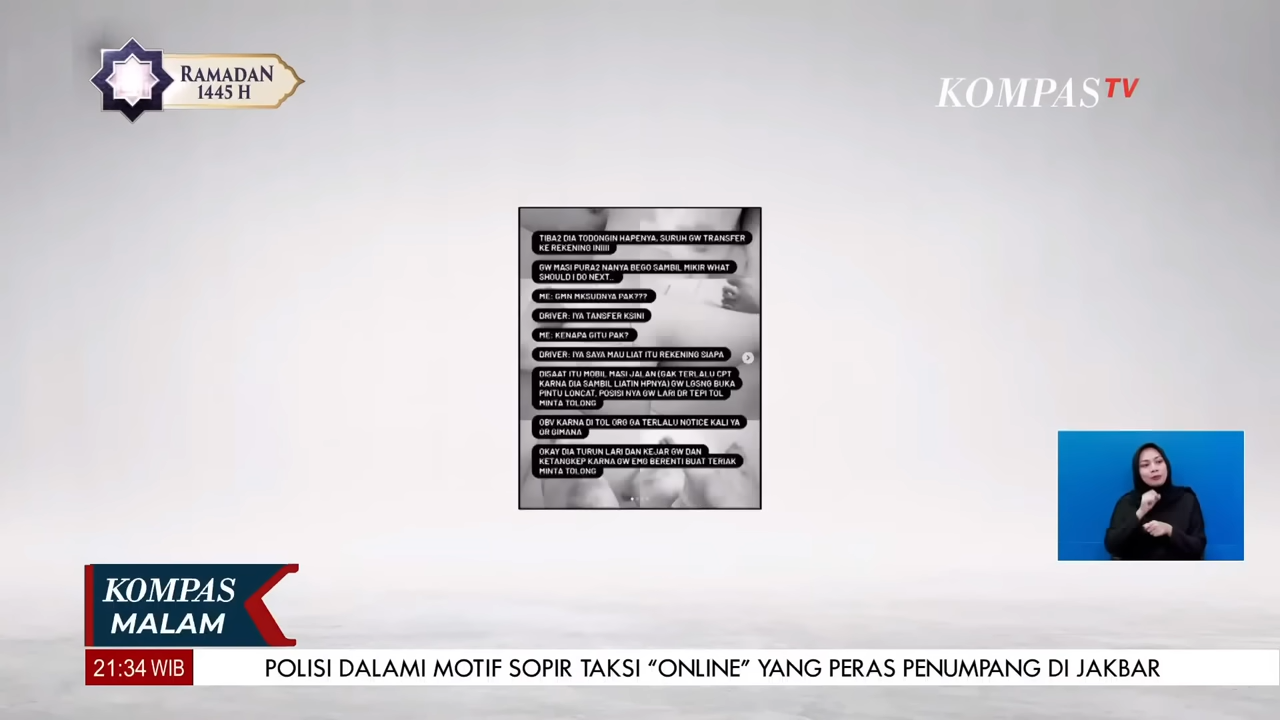 RAMADAN
1445 H
KOMPAS TV
TIBA2 DIA TODONGIN HAPENYA, SURUH GW TRANSFER
KE REKENING INIIII
GW MASI PURA2 NANYA BEGO SAMBIL MIKIR WHAT
SHOULD I DO NEXT..
ME: GMN MKSUDNYA PAK???
DRIVER: IYA TANSFER KSINI
ME: KENAPA GITU PAK?
DRIVER: IYA SAYA MAU LIAT ITU REKENING SIAPA
DISAAT ITU MOBIL MASI JALAN (GAK TERLALU CPT
KARNA DIA SAMBIL LIATIN HPNYA) GW LGSNG BUKA
PINTU LONCAT, POSISI NYA GW LARI DR TEPI TOL
MINTA TOLONG
OBV KARNA DI TOL ORG GA TERLALU NOTICE KALI YA
OR GIMANA
OKAY DIA TURUN LARI DAN KEJAR GW DAN
KETANGKEP KARNA GW EMG BERENTI BUAT TERIAK
MINTA TOLONG
KOMPAS
MALAM
21:34 WIB
POLISI DALAMI MOTIF SOPIR TAKSI “ONLINE” YANG PERAS PENUMPANG DI JAKBAR